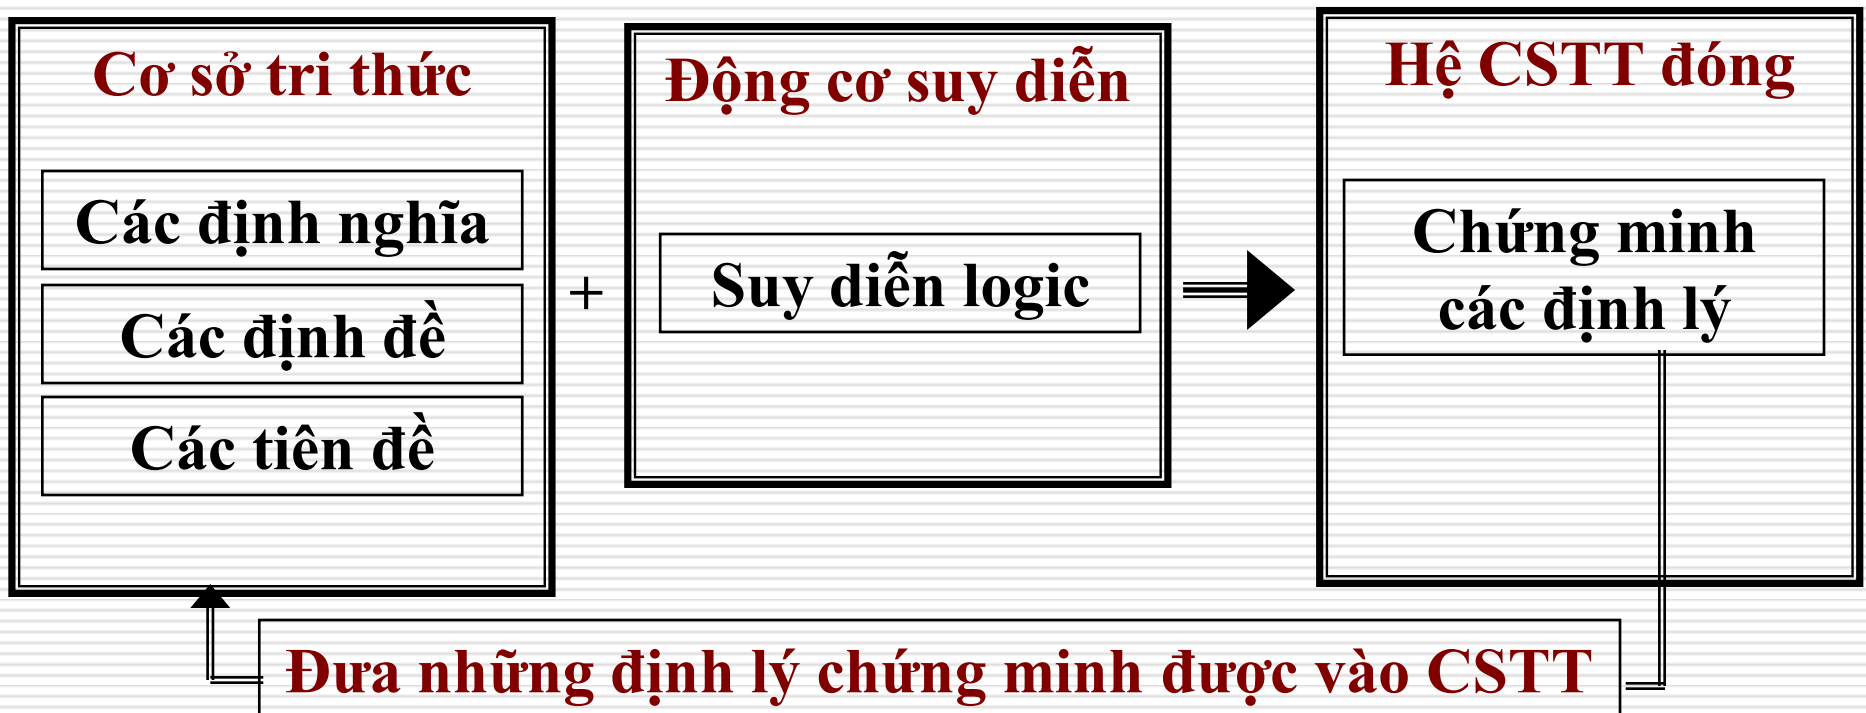 Cơ sở tri thức
Các định nghĩa
Các định đề
Các tiên đề
+
Động cơ suy diễn
Suy diễn logic
Hệ CSTT đóng
Chứng minh
các định lý
Đưa những định lý chứng minh được vào CSTT